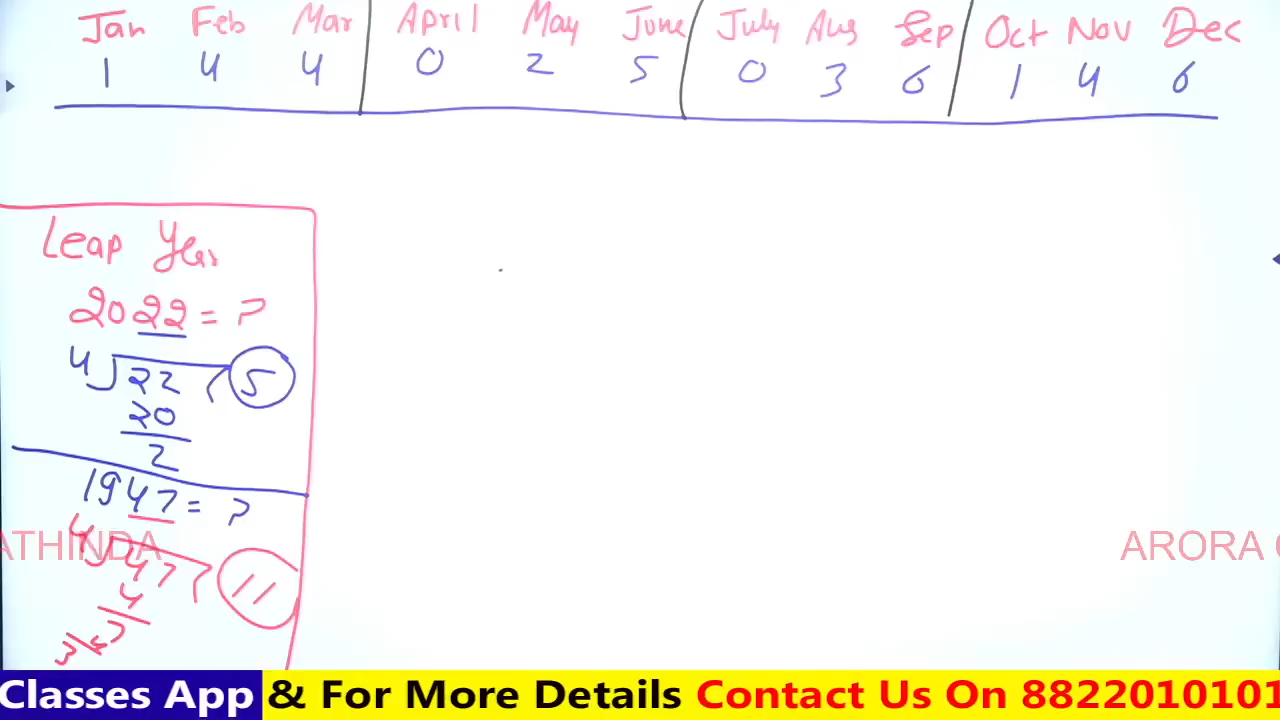 Jan Feb Mar April May June July Aug Sep Oct Nov Dec
1 4 4 0 2 5 0 3 6 1 4 6
Leap Year
2022 = ?
4 22 5
20
2
1947 = ?
4 47 11
4
7
ATHINDA
ARORA
Classes App & For More Details Contact Us On 8822010101